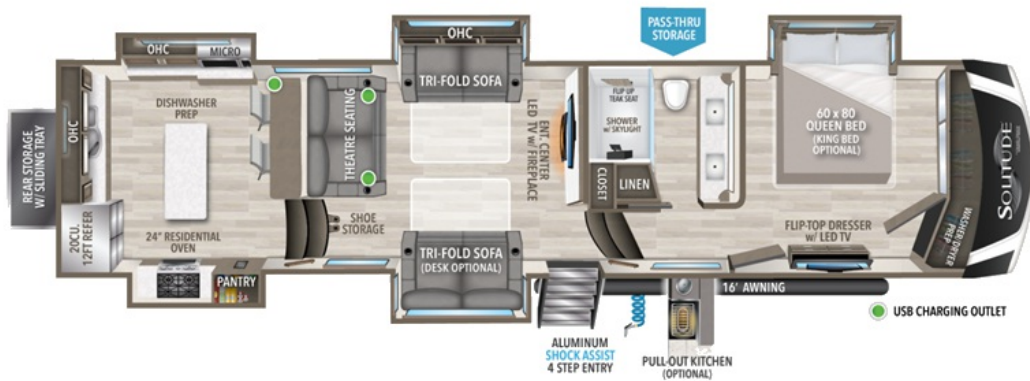 OHC
MICRO
DISHWASHER
PREP
OHC
REAR STORAGE
W/ SLIDING TRAY
20CU.
12FT REFER
24" RESIDENTIAL
OVEN
PANTRY
THEATRE SEATING
SHOE
STORAGE
OHC
TRI-FOLD SOFA
TRI-FOLD SOFA
(DESK OPTIONAL)
ENT. CENTER
LED TV w/ FIREPLACE
PASS-THRU
STORAGE
FLIP UP
TEAK SEAT
SHOWER
w/ SKYLIGHT
CLOSET
LINEN
60 x 80
QUEEN BED
(KING BED
OPTIONAL)
FLIP-TOP DRESSER
w/ LED TV
WASHER-DRYER
PREP
SOLITUDE
16' AWNING
USB CHARGING OUTLET
ALUMINUM
SHOCK ASSIST
4 STEP ENTRY
PULL-OUT KITCHEN
(OPTIONAL)